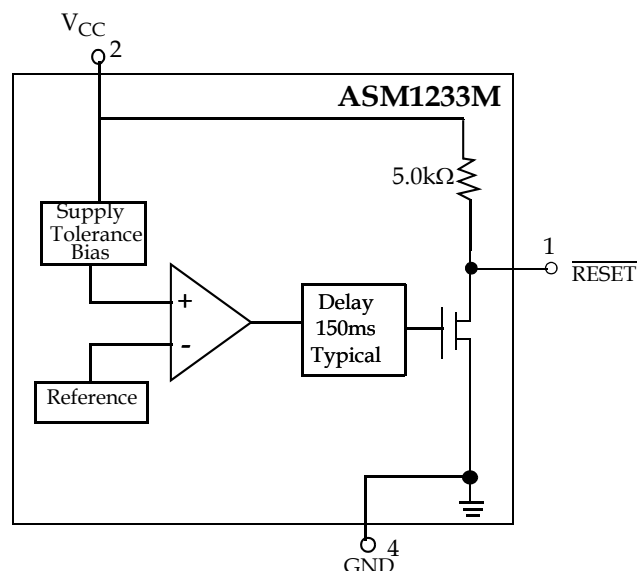 VCC
2
ASM1233M
5.0kΩ
Supply
Tolerance
Bias
1
RESET
+
Delay
150ms
Typical
-
Reference
4
GND